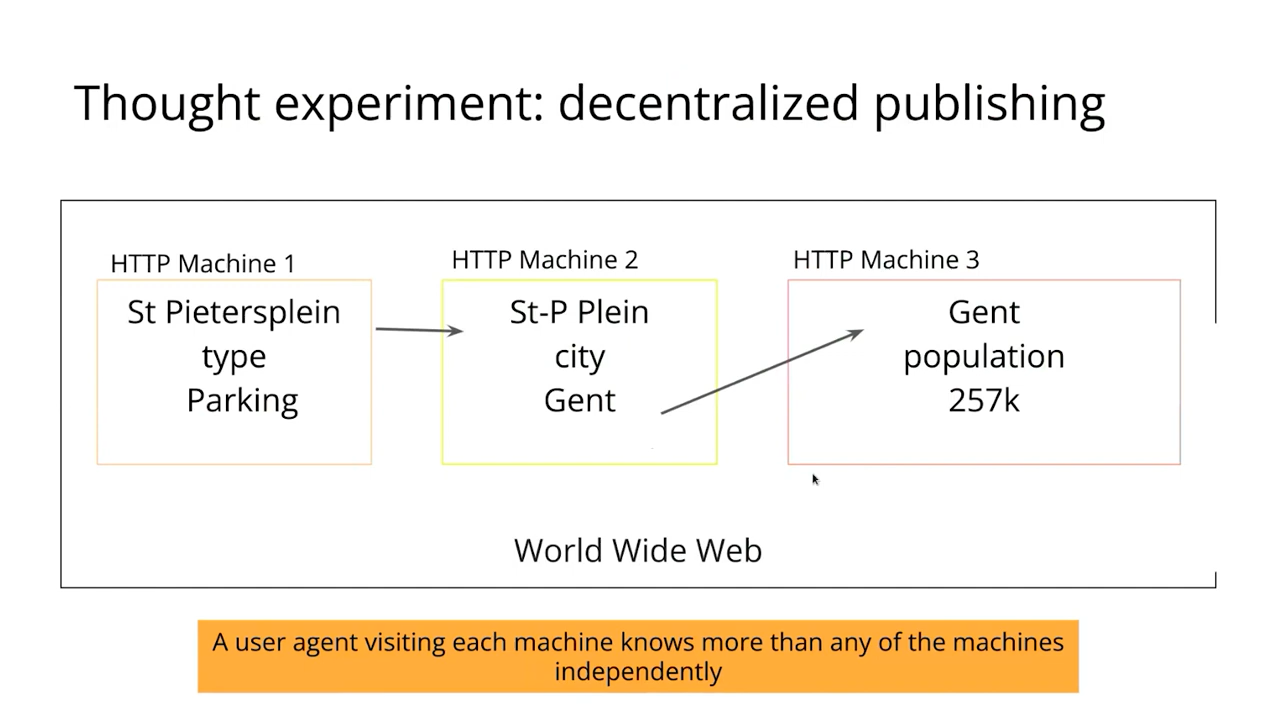 Thought experiment: decentralized publishing
HTTP Machine 1
St Pietersplein
type
Parking
HTTP Machine 2
St-P Plein
city
Gent
HTTP Machine 3
Gent
population
257k
World Wide Web
A user agent visiting each machine knows more than any of the machines
independently